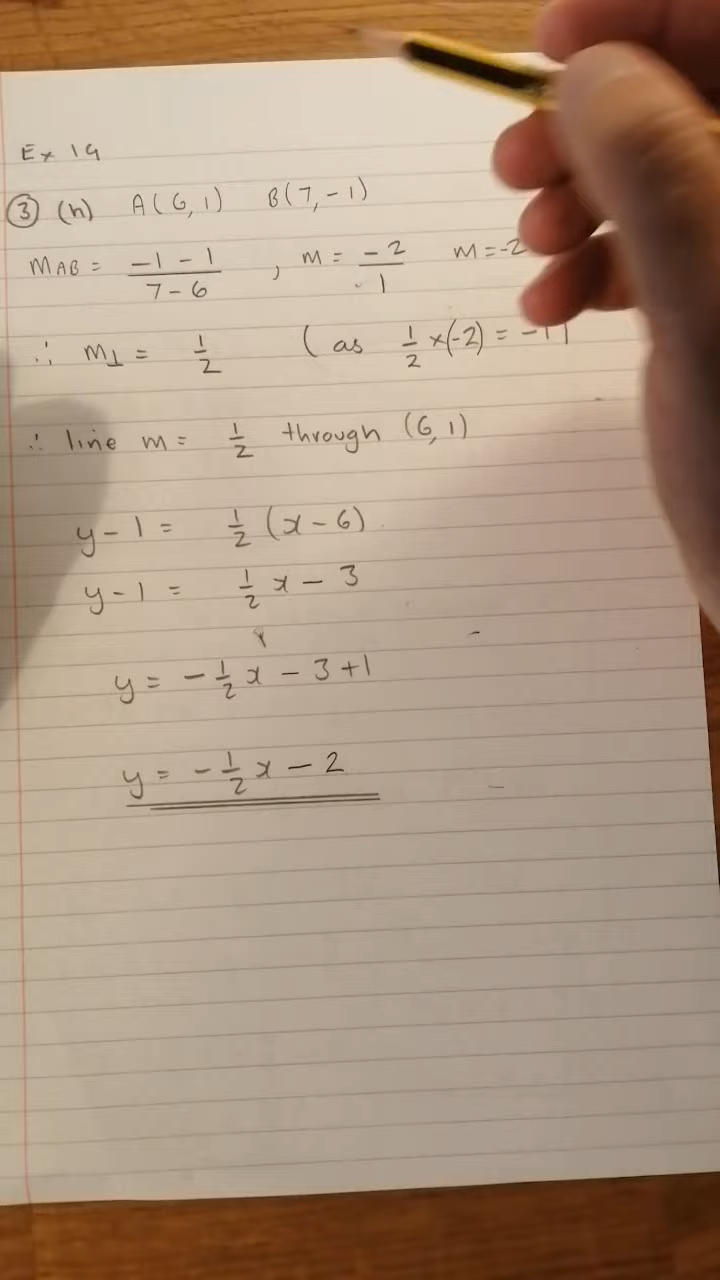 Ex 19
③ (h) A(6,1) B(7,-1)
mAB = -1 - 1 / 7 - 6 , m = -2 / 1 m = -2
∴ m⊥ = 1/2 (as 1/2 ×(-2) = -1)
∴ line m = 1/2 through (6,1)
y - 1 = 1/2 (x - 6)
y - 1 = 1/2 x - 3
y = - 1/2 x - 3 + 1
y = - 1/2 x - 2